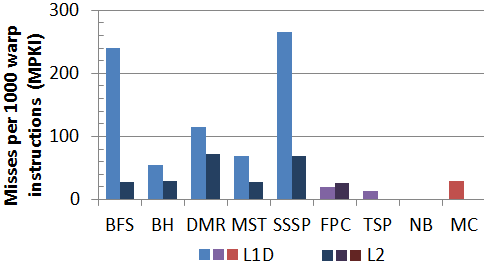 Misses per 1000 warp
instructions (MPKI)
300
200
100
0
BFS BH DMR MST SSSP FPC TSP NB MC
L1D L2